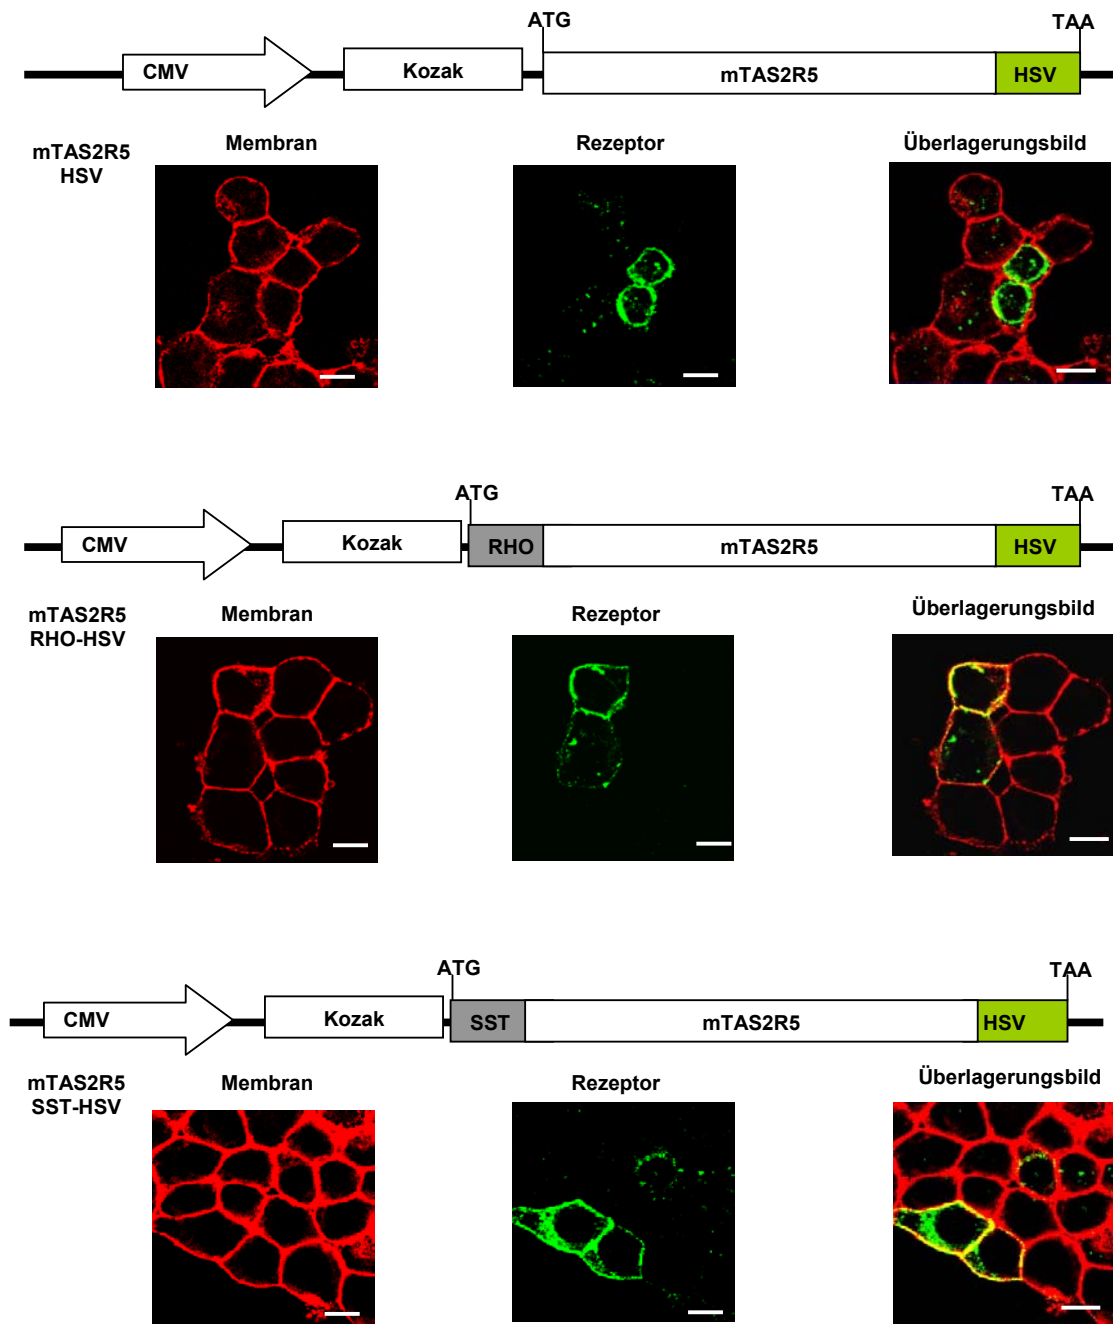 ATG TAA
CMV Kozak mTAS2R5 HSV
mTAS2R5
HSV
Membran Rezeptor Überlagerungsbild
ATG TAA
CMV Kozak RHO mTAS2R5 HSV
mTAS2R5
RHO-HSV
Membran Rezeptor Überlagerungsbild
ATG TAA
CMV Kozak SST mTAS2R5 HSV
mTAS2R5
SST-HSV
Membran Rezeptor Überlagerungsbild